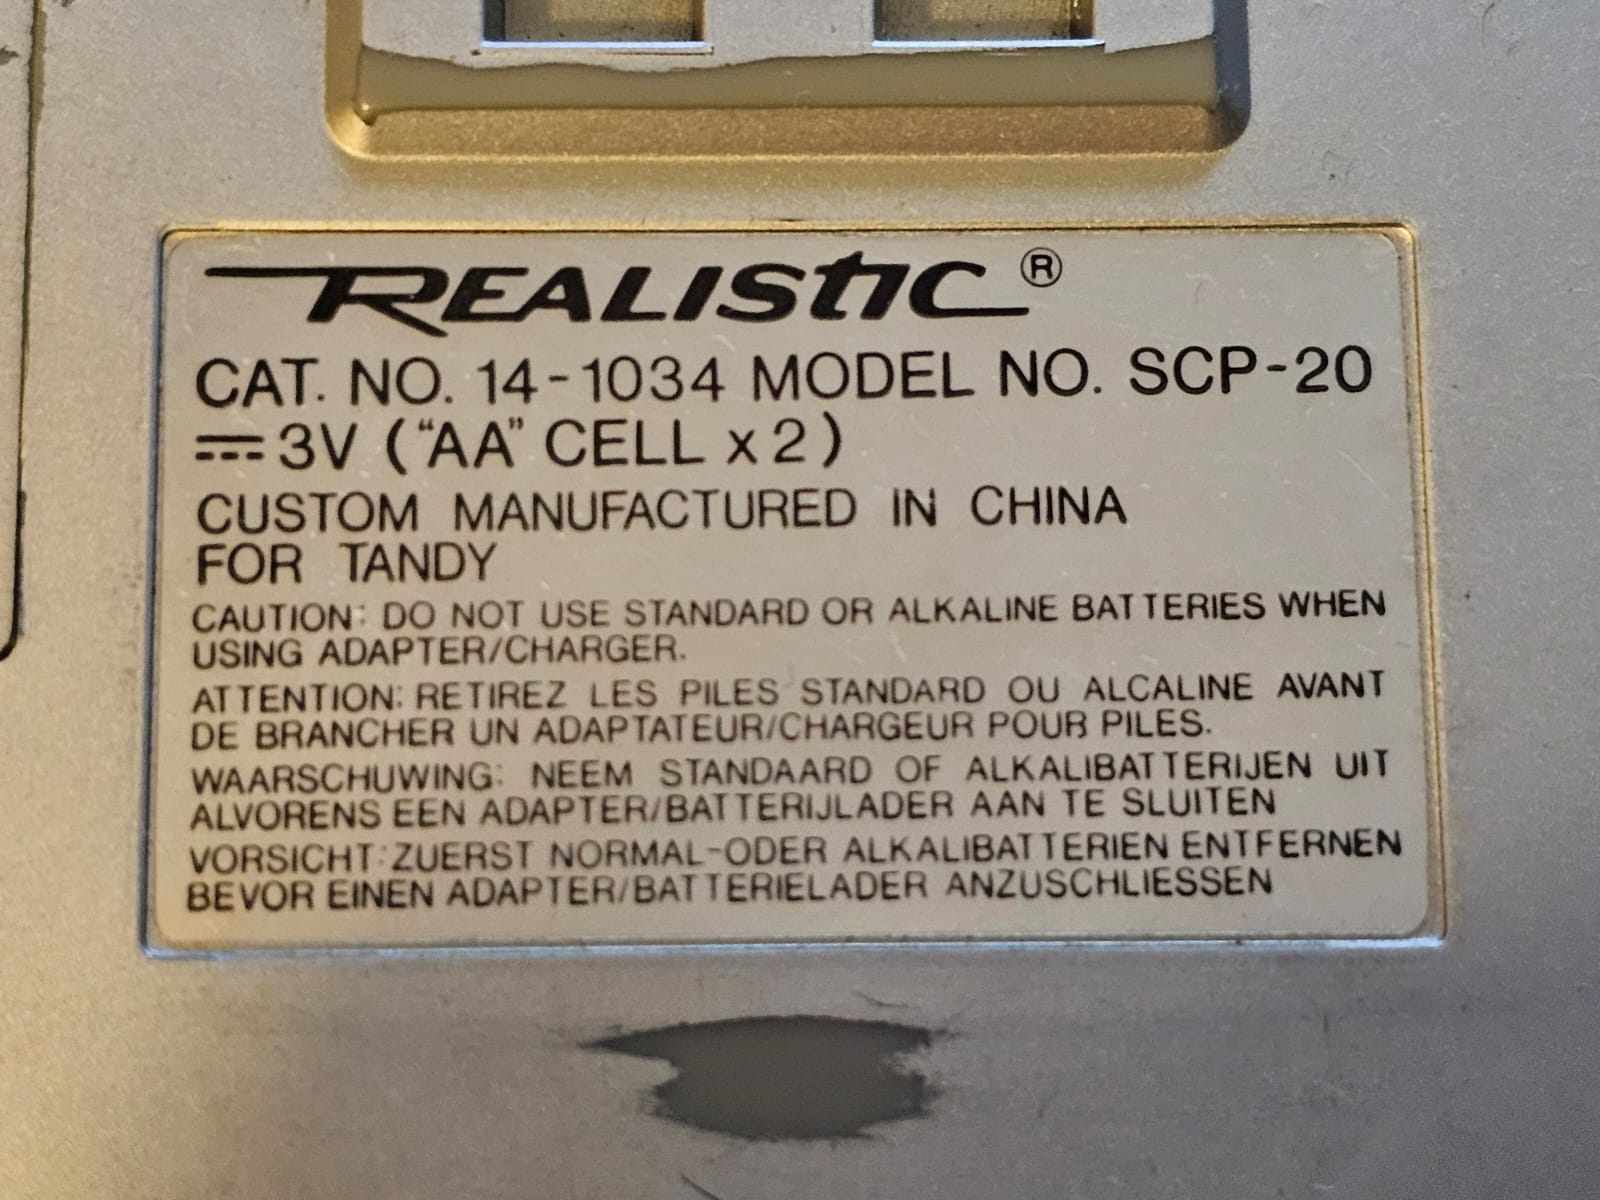 REALISTIC®
CAT. NO. 14-1034 MODEL NO. SCP-20
⎓3V ("AA" CELL x 2)
CUSTOM MANUFACTURED IN CHINA
FOR TANDY
CAUTION: DO NOT USE STANDARD OR ALKALINE BATTERIES WHEN
USING ADAPTER/CHARGER.
ATTENTION: RETIREZ LES PILES STANDARD OU ALCALINE AVANT
DE BRANCHER UN ADAPTATEUR/CHARGEUR POUR PILES.
WAARSCHUWING: NEEM STANDAARD OF ALKALIBATTERIJEN UIT
ALVORENS EEN ADAPTER/BATTERIJLADER AAN TE SLUITEN
VORSICHT: ZUERST NORMAL-ODER ALKALIBATTERIEN ENTFERNEN
BEVOR EINEN ADAPTER/BATTERIELADER ANZUSCHLIESSEN